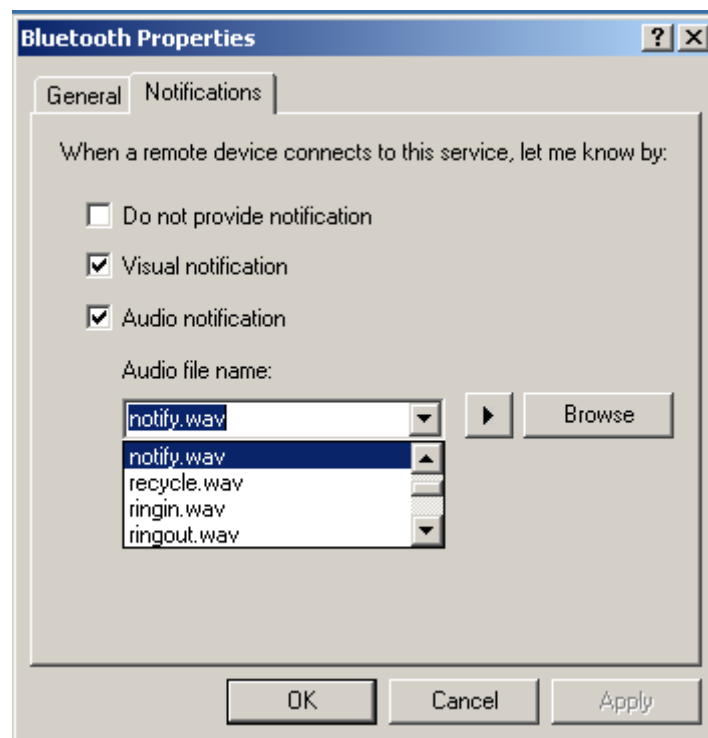 Bluetooth Properties
General Notifications
When a remote device connects to this service, let me know by:
Do not provide notification
Visual notification
Audio notification
Audio file name:
notify.wav Browse
notify.wav
recycle.wav
ringin.wav
ringout.wav
OK Cancel Apply